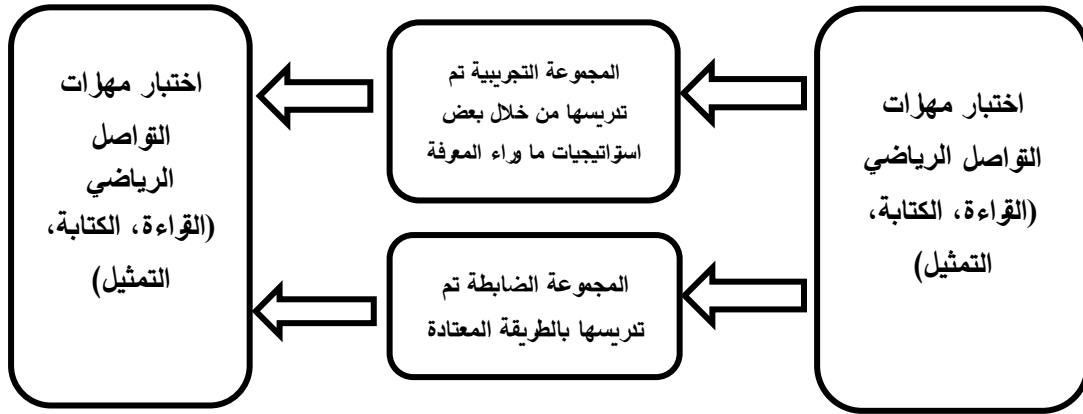 اختبار مهارات
التواصل الرياضي
(القراءة، الكتابة،
التمثيل)
المجموعة التجريبية تم
تدريسها من خلال بعض
استراتيجيات ما وراء المعرفة
المجموعة الضابطة تم
تدريسها بالطريقة المعتادة
اختبار مهارات
التواصل
الرياضي
(القراءة، الكتابة،
التمثيل)